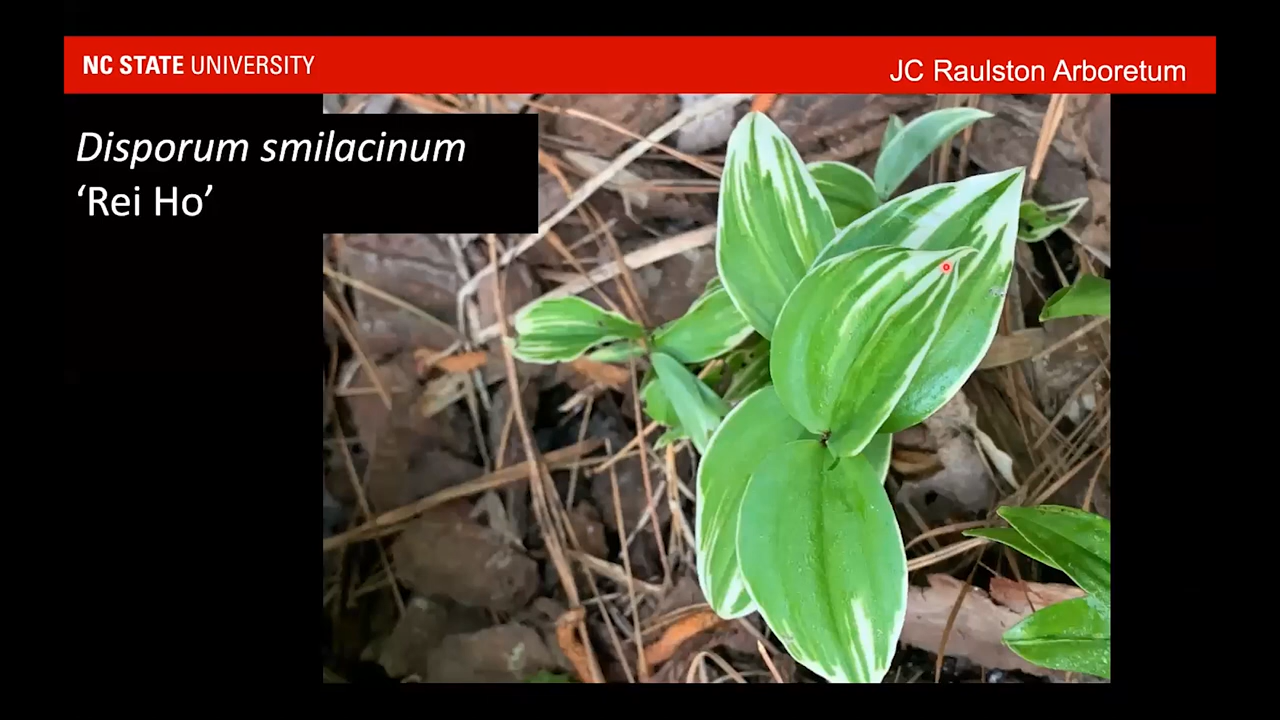 NC STATE UNIVERSITY
JC Raulston Arboretum
Disporum smilacinum
‘Rei Ho’